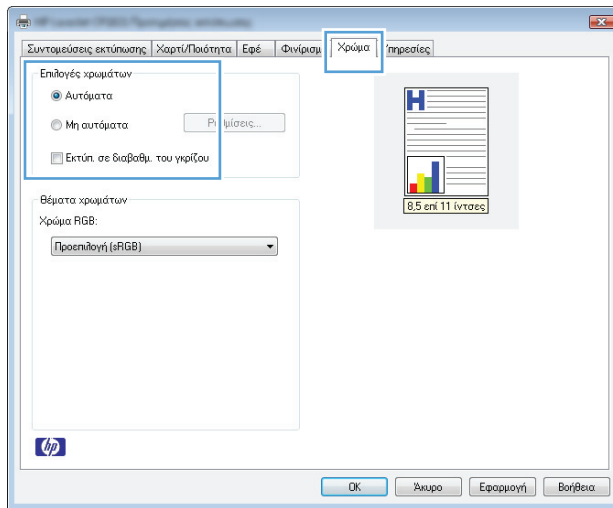 Συντομεύσεις εκτύπωσης Χαρτί/Ποιότητα Εφέ Φινίρισμ Χρώμα Υπηρεσίες
Επιλογές χρωμάτων
Αυτόματα
Μη αυτόματα
Εκτύπ. σε διαβαθμ. του γκρίζου
H
8,5 επί 11 ίντσες
Θέματα χρωμάτων
Χρώμα RGB:
Προεπιλογή (sRGB)
hp
OK Άκυρο Εφαρμογή Βοήθεια